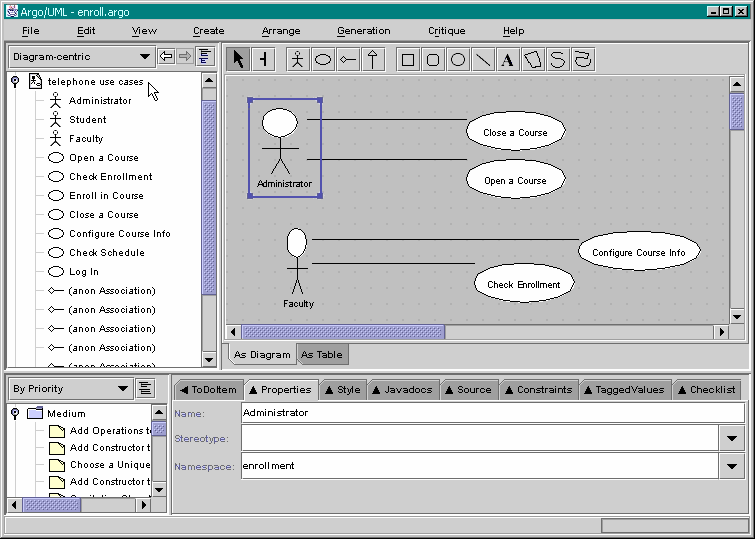 Argo/UML - enroll.argo
File Edit View Create Arrange Generation Critique Help
Diagram-centric
A
telephone use cases
Administrator
Student
Faculty
Open a Course
Check Enrollment
Enroll in Course
Close a Course
Configure Course Info
Check Schedule
Log In
(anon Association)
(anon Association)
(anon Association)
(anon Association)
(anon Association)
Close a Course
Administrator
Open a Course
Configure Course Info
Faculty
Check Enrollment
As Diagram As Table
By Priority
Medium
Add Operations to
Add Constructor t
Choose a Unique
Add Constructor t
ToDoItem Properties Style Javadocs Source Constraints TaggedValues Checklist
Name: Administrator
Stereotype:
Namespace: enrollment